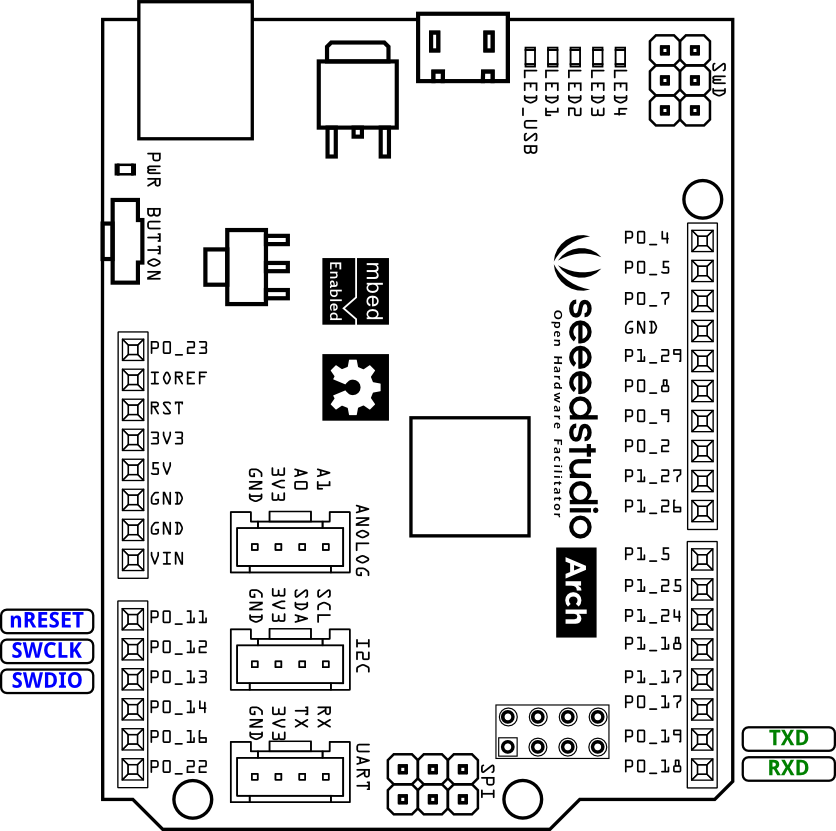 LED_USB
LED1
LED2
LED3
LED4
SWD
PWR
BUTTON
mbed
Enabled
seeedstudio
Open Hardware Facilitator
Arch
P0_4
P0_5
P0_7
GND
P1_29
P0_8
P0_9
P0_2
P1_27
P1_26
P1_5
P1_25
P1_24
P1_18
P1_17
P0_17
P0_19
P0_18
TXD
RXD
P0_23
IOREF
RST
3V3
5V
GND
GND
VIN
nRESET
SWCLK
SWDIO
P0_11
P0_12
P0_13
P0_14
P0_16
P0_22
GND
3V3
A0
A1
ANOLOG
GND
3V3
SDA
SCL
I2C
GND
3V3
TX
RX
UART
SPI